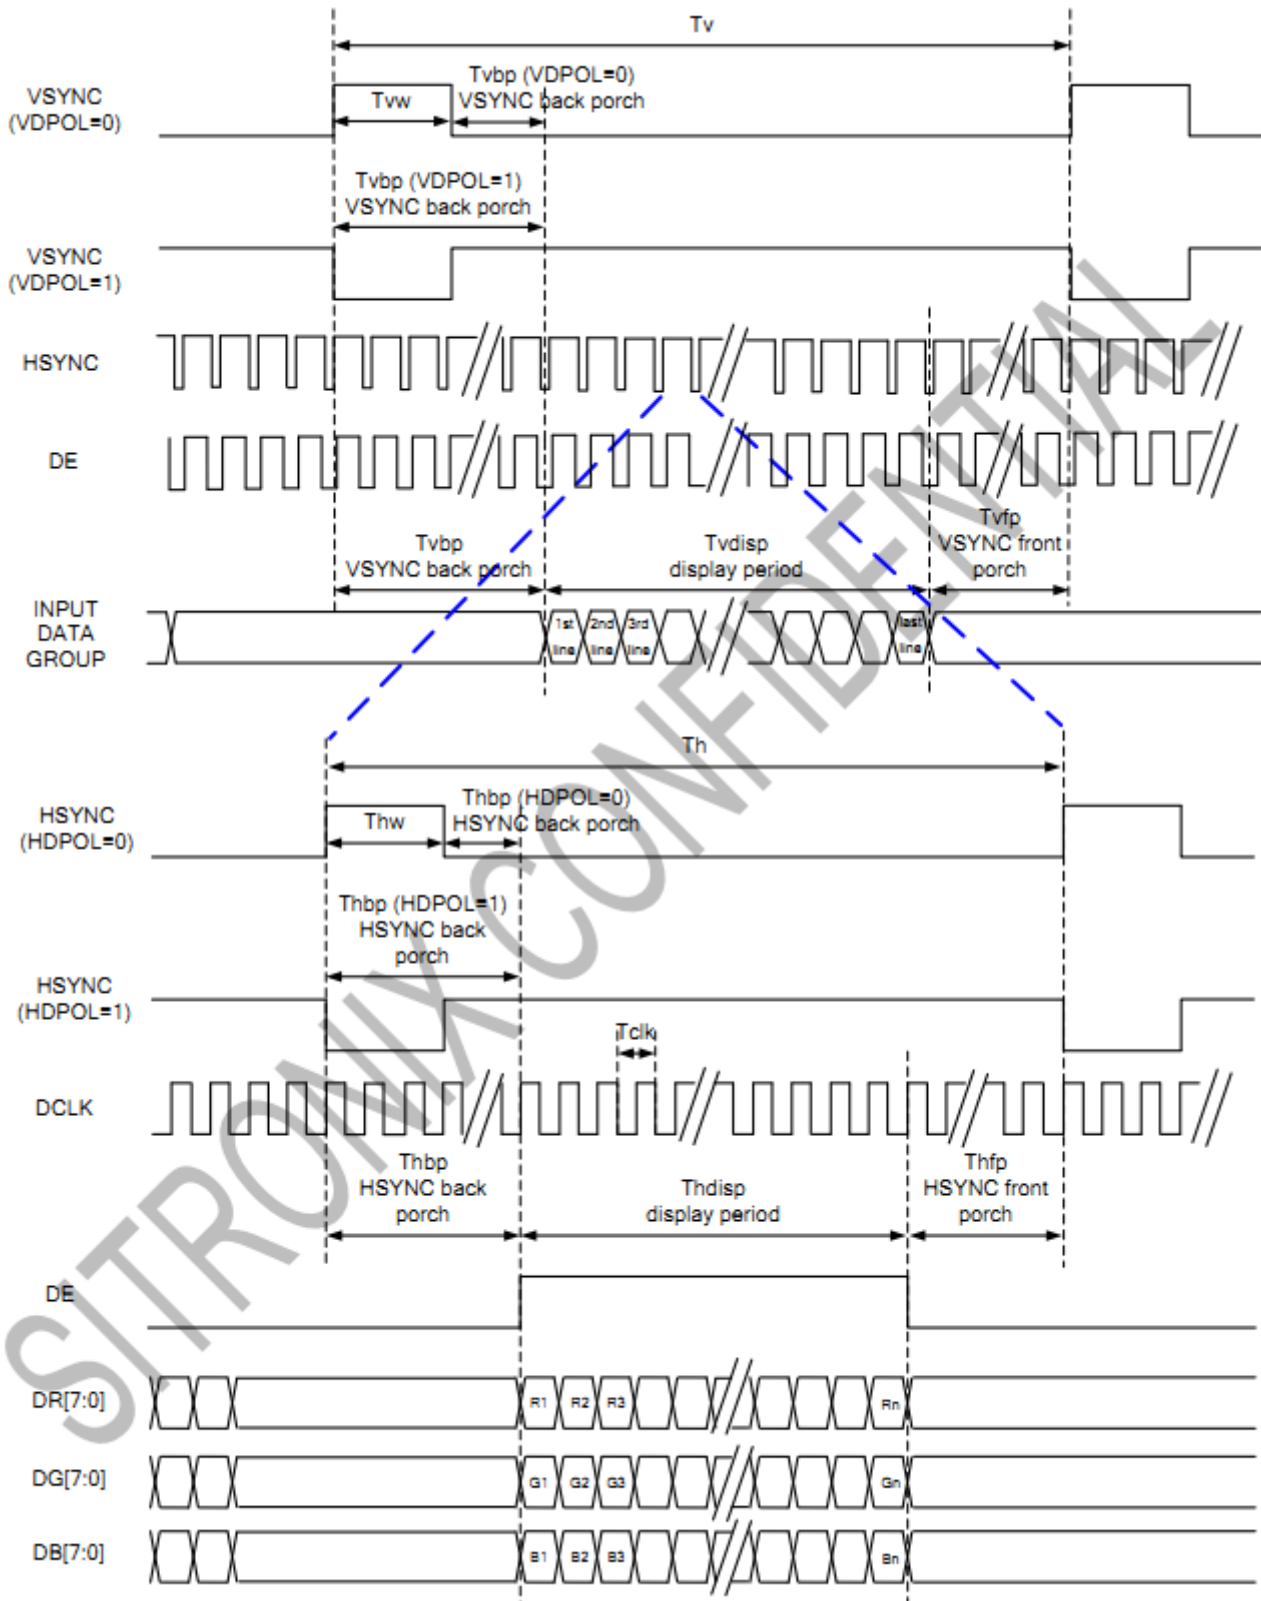 Tv
VSYNC
(VDPOL=0)
Tvw
Tvbp (VDPOL=0)
VSYNC back porch
Tvbp (VDPOL=1)
VSYNC back porch
VSYNC
(VDPOL=1)
HSYNC
DE
Tvbp
VSYNC back porch
Tvdisp
display period
Tvfp
VSYNC front
porch
INPUT
DATA
GROUP
1st
line
2nd
line
3rd
line
last
line
Th
HSYNC
(HDPOL=0)
Thw
Thbp (HDPOL=0)
HSYNC back porch
Thbp (HDPOL=1)
HSYNC back
porch
HSYNC
(HDPOL=1)
Tclk
DCLK
Thbp
HSYNC back
porch
Thdisp
display period
Thfp
HSYNC front
porch
DE
DR[7:0]
R1
R2
R3
Rn
DG[7:0]
G1
G2
G3
Gn
DB[7:0]
B1
B2
B3
Bn
SITRONIX CONFIDENTIAL